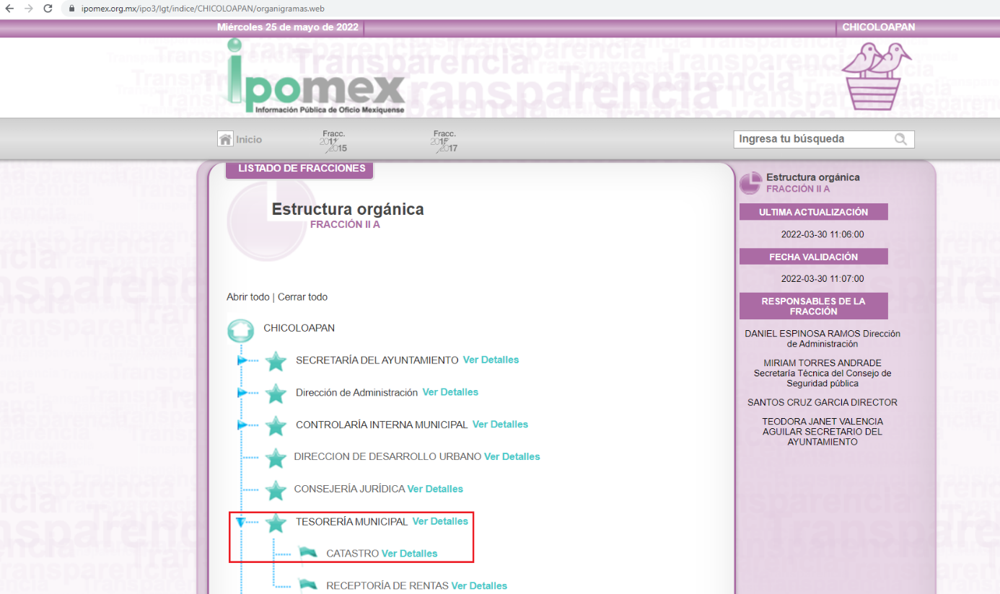 ipomex.org.mx/ipo3/lgt/indice/CHICOLOAPAN/organigramas.web
Miércoles 25 de mayo de 2022
CHICOLOAPAN
ipomex
Información Pública de Oficio Mexiquense
Inicio
Fracc.
2011
2015
Fracc.
2015
2017
Ingresa tu búsqueda
LISTADO DE FRACCIONES
Estructura orgánica
FRACCIÓN II A
Abrir todo | Cerrar todo
CHICOLOAPAN
SECRETARÍA DEL AYUNTAMIENTO Ver Detalles
Dirección de Administración Ver Detalles
CONTROLARÍA INTERNA MUNICIPAL Ver Detalles
DIRECCION DE DESARROLLO URBANO Ver Detalles
CONSEJERÍA JURÍDICA Ver Detalles
TESORERÍA MUNICIPAL Ver Detalles
CATASTRO Ver Detalles
RECEPTORÍA DE RENTAS Ver Detalles
Estructura orgánica
FRACCIÓN II A
ULTIMA ACTUALIZACIÓN
2022-03-30 11:06:00
FECHA VALIDACIÓN
2022-03-30 11:07:00
RESPONSABLES DE LA
FRACCIÓN
DANIEL ESPINOSA RAMOS Dirección
de Administración
MIRIAM TORRES ANDRADE
Secretaría Técnica del Consejo de
Seguridad pública
SANTOS CRUZ GARCIA DIRECTOR
TEODORA JANET VALENCIA
AGUILAR SECRETARIO DEL
AYUNTAMIENTO